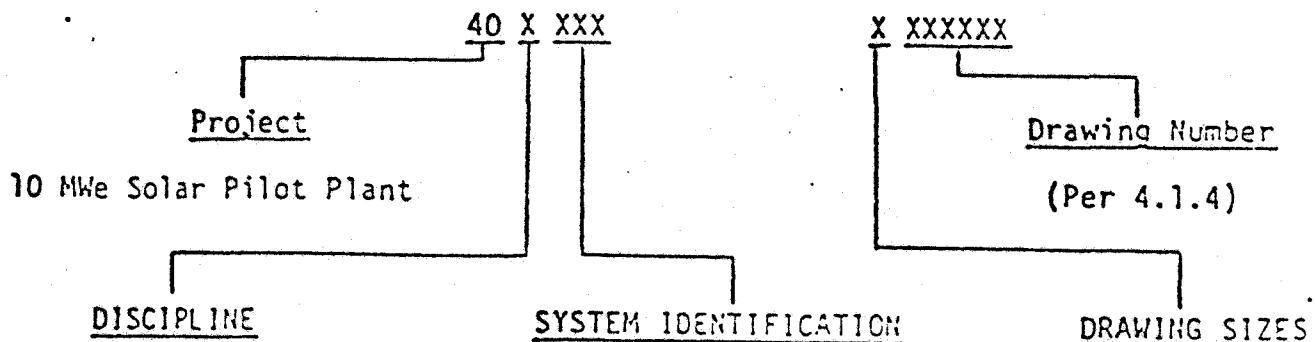 40 X XXX X XXXXXX
Project Drawing Number
10 MWe Solar Pilot Plant (Per 4.1.4)
DISCIPLINE SYSTEM IDENTIFICATION DRAWING SIZES